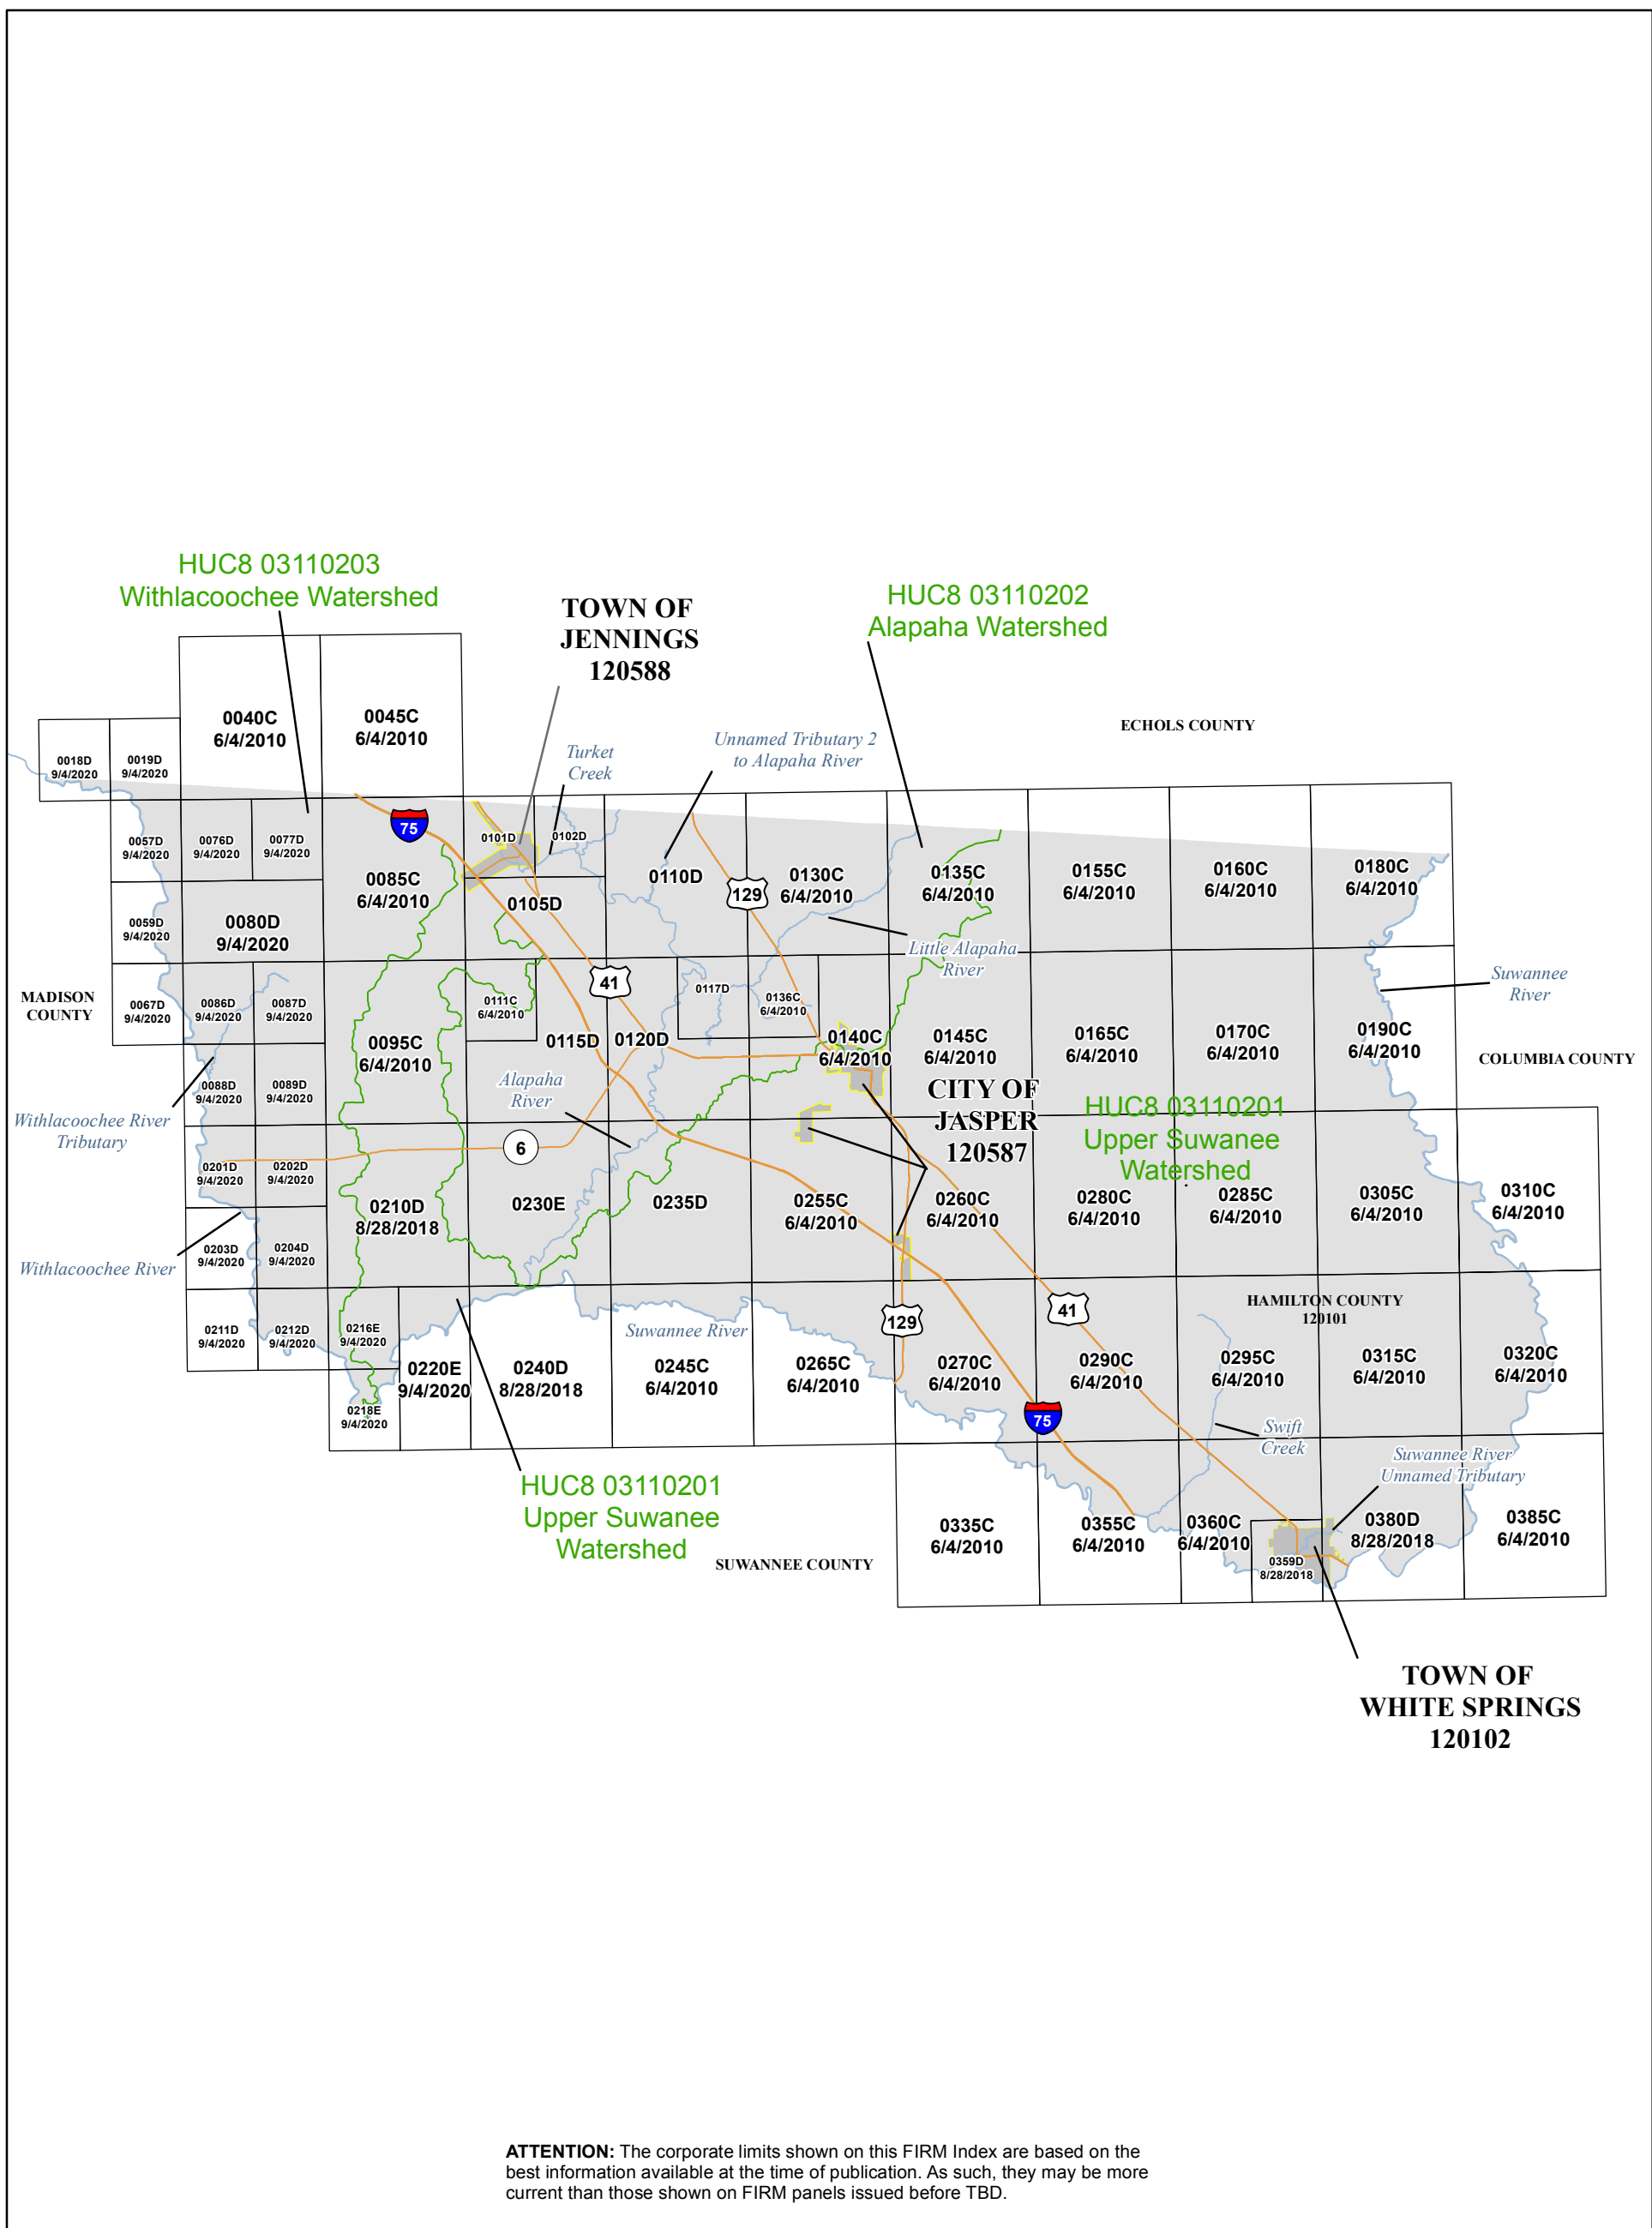 HUC8 03110203
Withlacoochee Watershed
TOWN OF
JENNINGS
120588
HUC8 03110202
Alapaha Watershed
ECHOLS COUNTY
0040C
6/4/2010
0045C
6/4/2010
0018D
9/4/2020
0019D
9/4/2020
Turket
Creek
Unnamed Tributary 2
to Alapaha River
0057D
9/4/2020
0076D
9/4/2020
0077D
9/4/2020
75
0085C
6/4/2010
0101D
0102D
0105D
0110D
129
0130C
6/4/2010
0135C
6/4/2010
0155C
6/4/2010
0160C
6/4/2010
0180C
6/4/2010
0059D
9/4/2020
0080D
9/4/2020
Little Alapaha
River
Suwannee
River
MADISON
COUNTY
0067D
9/4/2020
0086D
9/4/2020
0087D
9/4/2020
0095C
6/4/2010
0111C
6/4/2010
41
0115D
0120D
0117D
0136C
6/4/2010
0140C
6/4/2010
0145C
6/4/2010
0165C
6/4/2010
0170C
6/4/2010
0190C
6/4/2010
COLUMBIA COUNTY
0088D
9/4/2020
0089D
9/4/2020
Alapaha
River
CITY OF
JASPER
120587
HUC8 03110201
Upper Suwanee
Watershed
Withlacoochee River
Tributary
0201D
9/4/2020
0202D
9/4/2020
6
0210D
8/28/2018
0230E
0235D
0255C
6/4/2010
0260C
6/4/2010
0280C
6/4/2010
0285C
6/4/2010
0305C
6/4/2010
0310C
6/4/2010
Withlacoochee River
0203D
9/4/2020
0204D
9/4/2020
HAMILTON COUNTY
120101
0211D
9/4/2020
0212D
9/4/2020
0216E
9/4/2020
Suwannee River
129
41
0220E
9/4/2020
0240D
8/28/2018
0245C
6/4/2010
0265C
6/4/2010
0270C
6/4/2010
0290C
6/4/2010
0295C
6/4/2010
0315C
6/4/2010
0320C
6/4/2010
0218E
9/4/2020
75
Swift
Creek
Suwannee River
Unnamed Tributary
HUC8 03110201
Upper Suwanee
Watershed
SUWANNEE COUNTY
0335C
6/4/2010
0355C
6/4/2010
0360C
6/4/2010
0359D
8/28/2018
0380D
8/28/2018
0385C
6/4/2010
TOWN OF
WHITE SPRINGS
120102
ATTENTION: The corporate limits shown on this FIRM Index are based on the
best information available at the time of publication. As such, they may be more
current than those shown on FIRM panels issued before TBD.